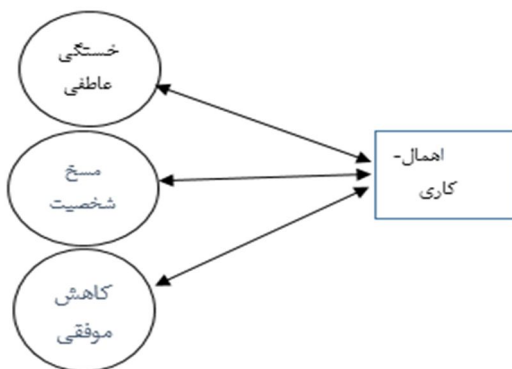 خستگی
عاطفی
مسخ
شخصیت
کاهش
موفقی
اهمال-
کاری